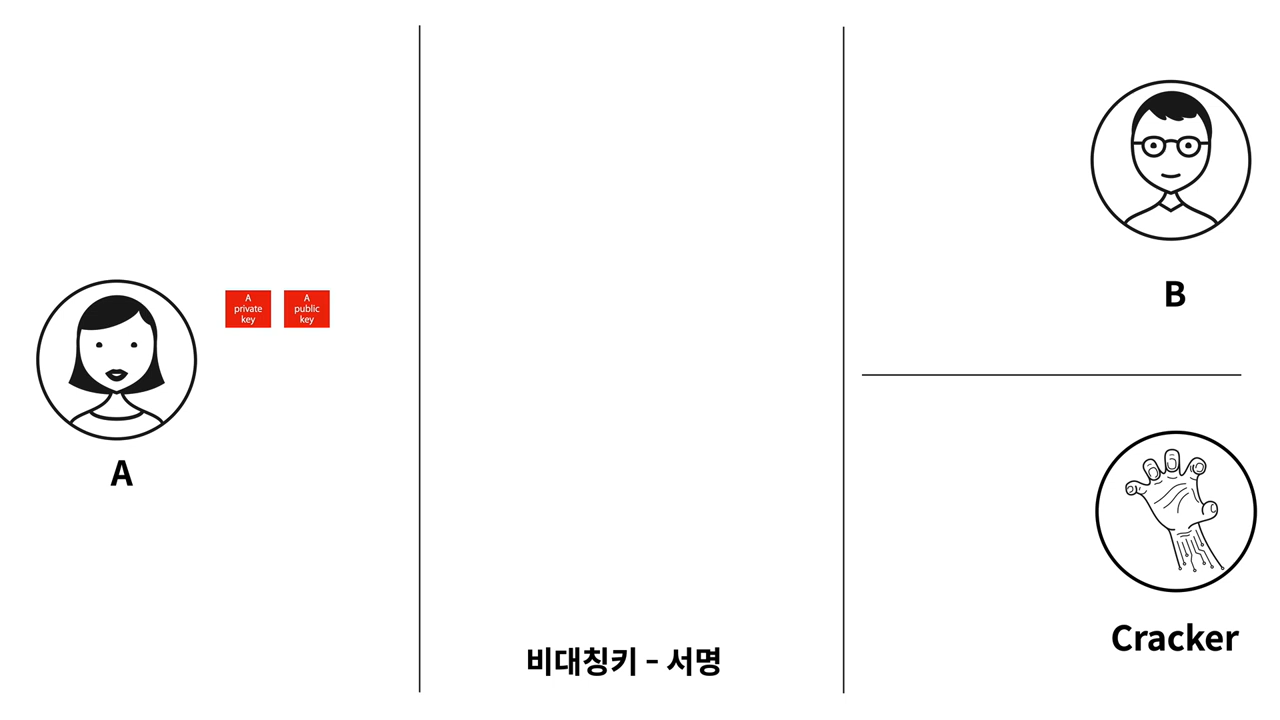 A
private
key
A
public
key
A
B
Cracker
비대칭키 - 서명